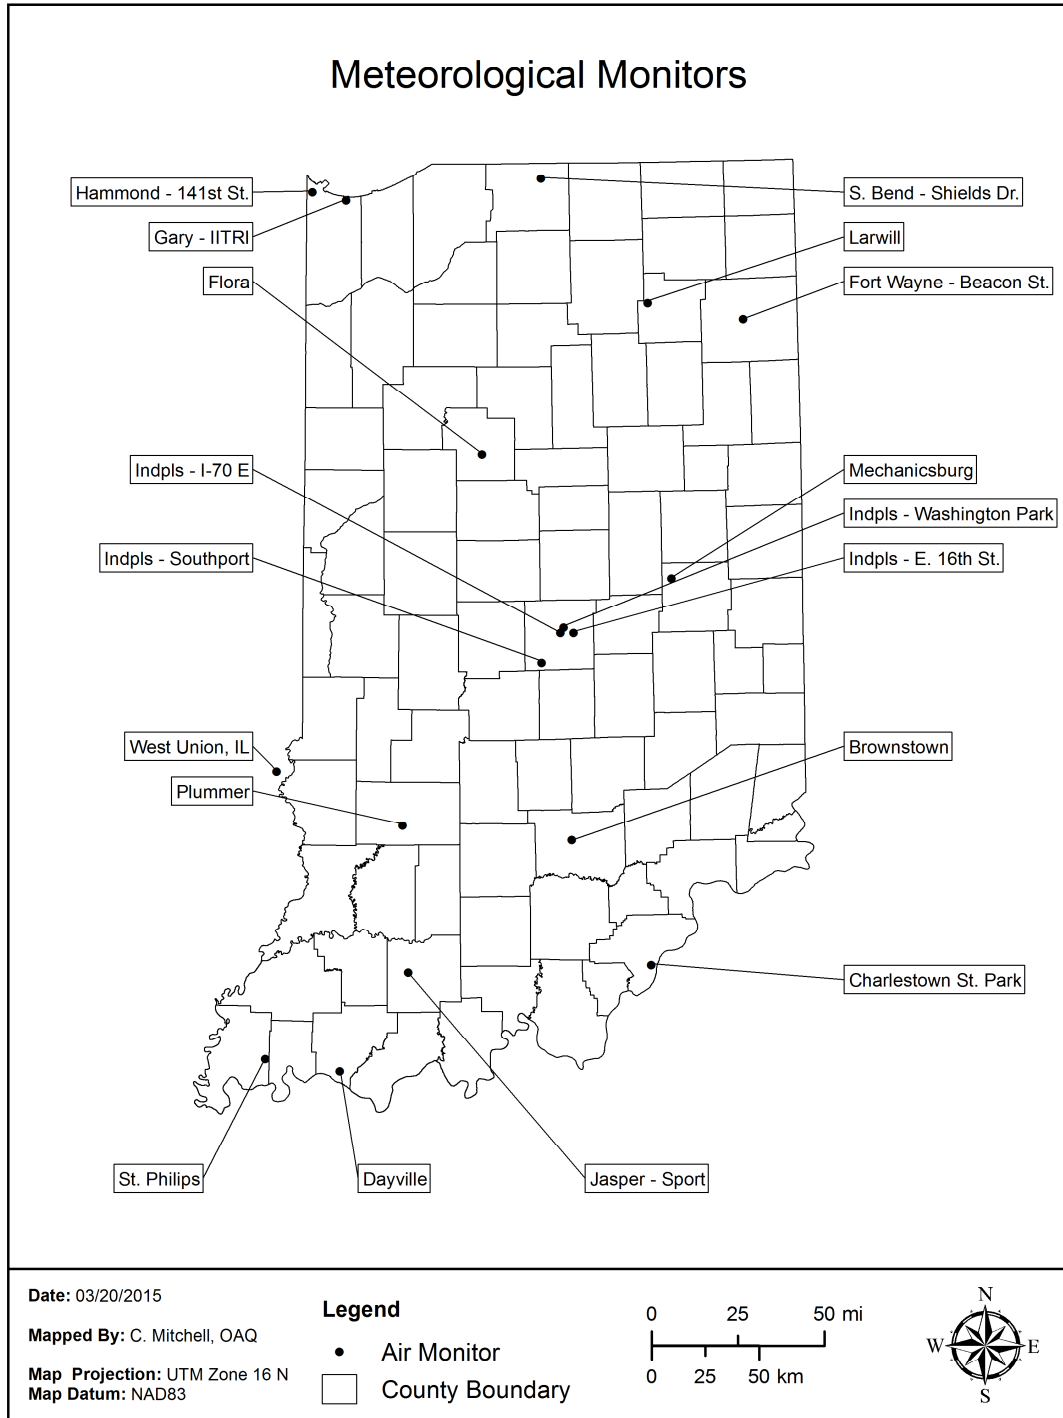 Meteorological Monitors
Hammond - 141st St.
S. Bend - Shields Dr.
Gary - IITRI
Larwill
Flora
Fort Wayne - Beacon St.
Indpls - I-70 E
Mechanicsburg
Indpls - Washington Park
Indpls - Southport
Indpls - E. 16th St.
West Union, IL
Brownstown
Plummer
Charlestown St. Park
St. Philips
Dayville
Jasper - Sport
Date: 03/20/2015
Mapped By: C. Mitchell, OAQ
Map Projection: UTM Zone 16 N
Map Datum: NAD83
Legend
Air Monitor
County Boundary
0 25 50 mi
0 25 50 km
N
W E
S